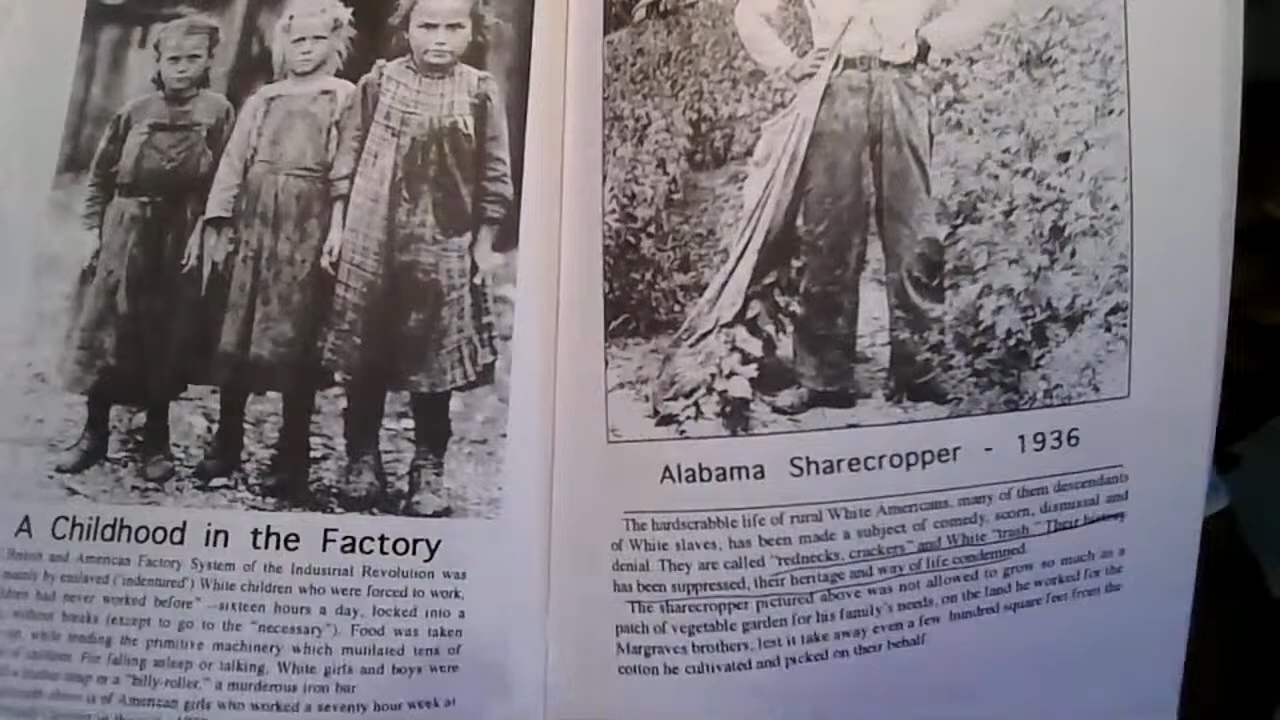 A Childhood in the Factory
British and American Factory System of the Industrial Revolution was
mainly by enslaved ("indentured") White children who were forced to work,
had never worked before" —sixteen hours a day, locked into a
without breaks (except to go to the "necessary"). Food was taken
while tending the primitive machinery which mutilated tens of
For falling asleep or talking, White girls and boys were
or a "billy-roller," a murderous iron bar
is of American girls who worked a seventy hour week at
Alabama Sharecropper - 1936
The hardscrabble life of rural White Americans, many of them descendants
of White slaves, has been made a subject of comedy, scorn, dismissal and
denial. They are called "rednecks, crackers" and White "trash." Their history
has been suppressed, their heritage and way of life condemned.
The sharecropper pictured above was not allowed to grow so much as a
patch of vegetable garden for his family's needs, on the land he worked for the
Margraves brothers, lest it take away even a few hundred square feet from the
cotton he cultivated and picked on their behalf